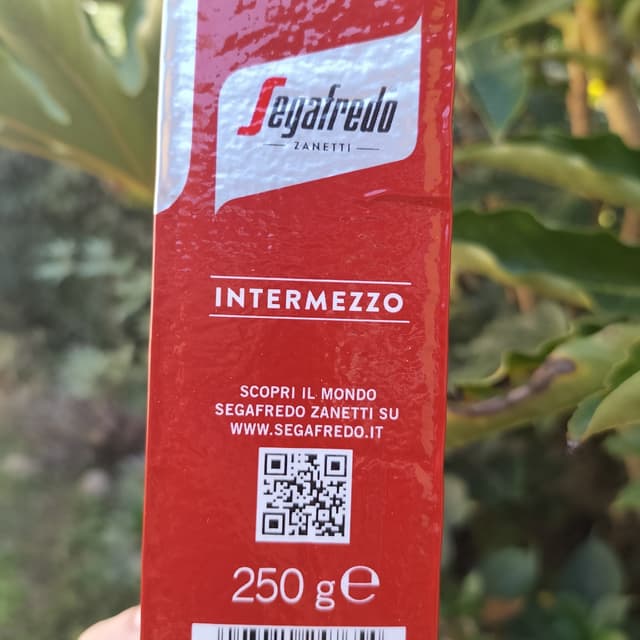 Segafredo
ZANETTI
INTERMEZZO
SCOPRI IL MONDO
SEGAFREDO ZANETTI SU
WWW.SEGAFREDO.IT
250 g e